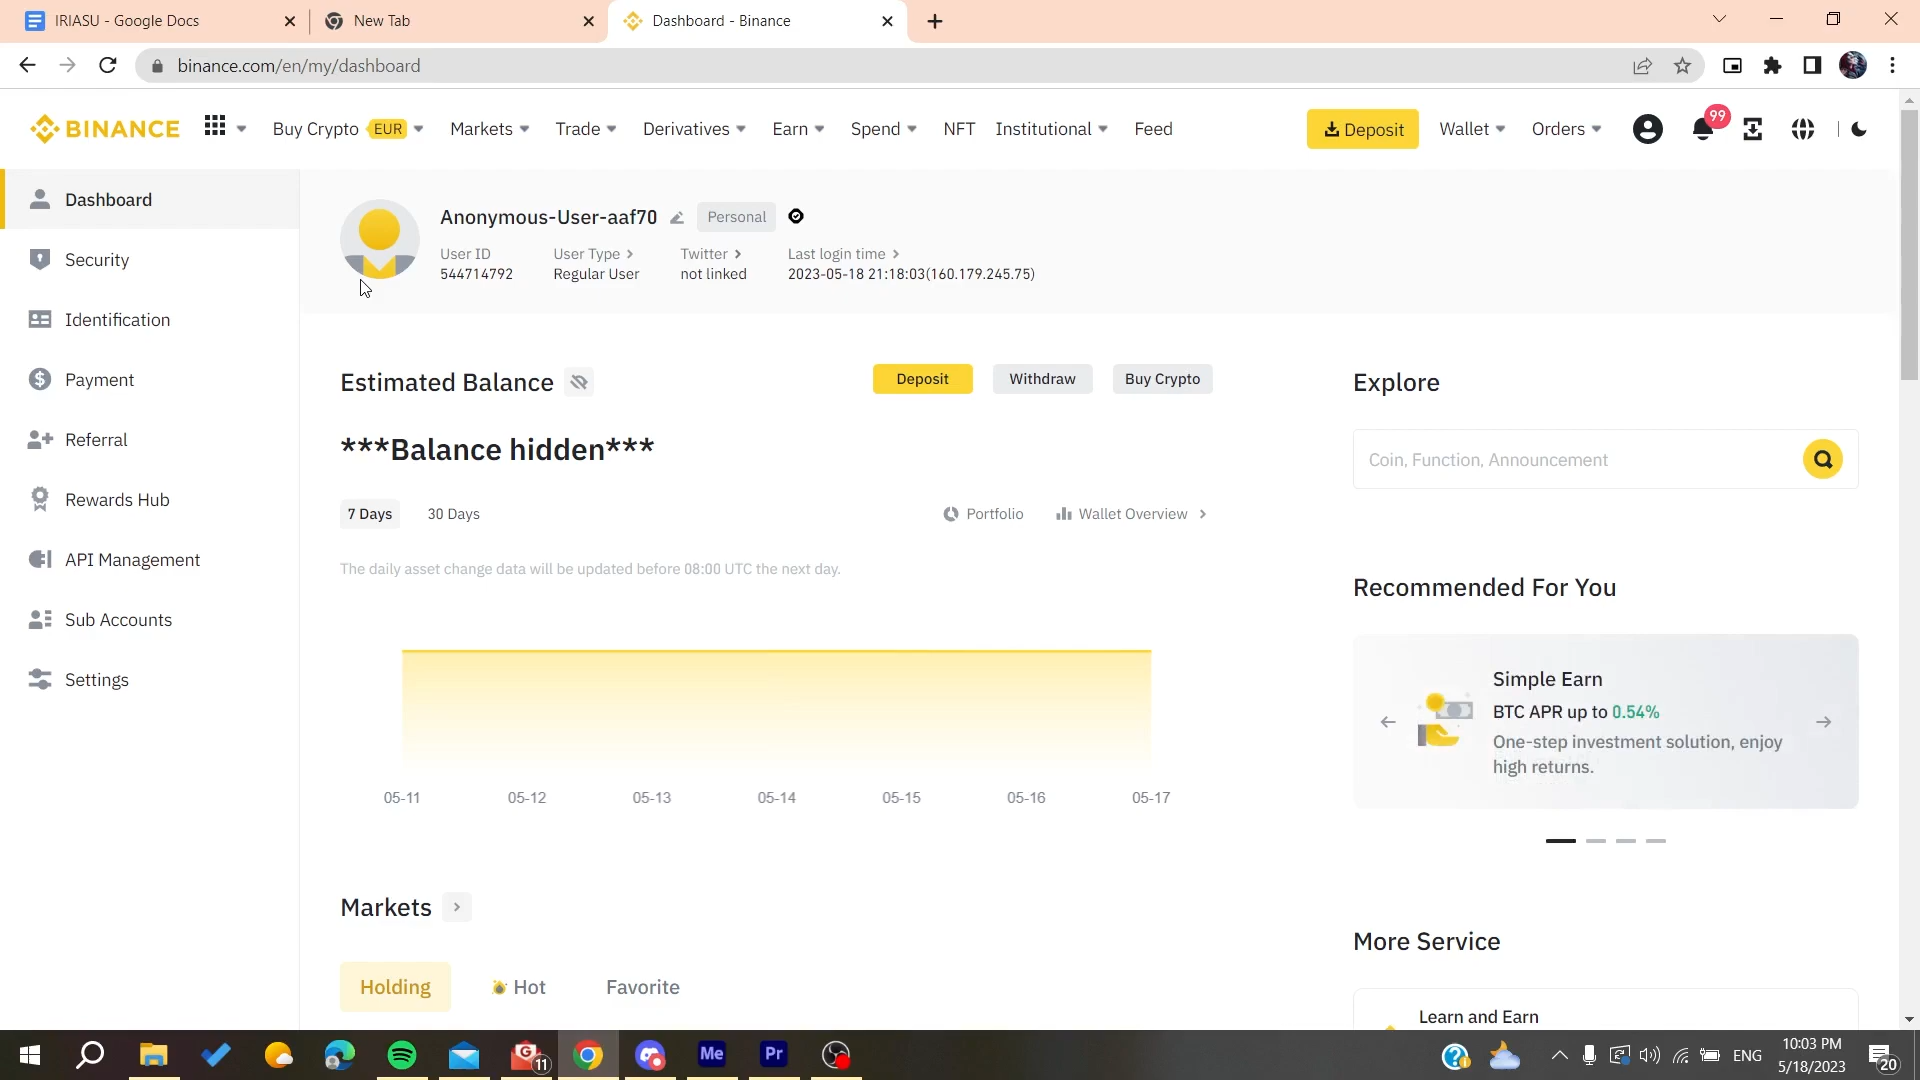 IRIASU - Google Docs
New Tab
Dashboard - Binance
binance.com/en/my/dashboard
BINANCE
Buy Crypto EUR
Markets
Trade
Derivatives
Earn
Spend
NFT
Institutional
Feed
Deposit
Wallet
Orders
99
Dashboard
Security
Identification
Payment
Referral
Rewards Hub
API Management
Sub Accounts
Settings
Anonymous-User-aaf70 Personal
User ID
544714792
User Type
Regular User
Twitter
not linked
Last login time
2023-05-18 21:18:03(160.179.245.75)
Estimated Balance
Deposit
Withdraw
Buy Crypto
***Balance hidden***
7 Days
30 Days
Portfolio
Wallet Overview
The daily asset change data will be updated before 08:00 UTC the next day.
05-11
05-12
05-13
05-14
05-15
05-16
05-17
Markets
Holding
Hot
Favorite
Explore
Coin, Function, Announcement
Recommended For You
Simple Earn
BTC APR up to 0.54%
One-step investment solution, enjoy
high returns.
More Service
Learn and Earn
G
11
Me
Pr
ENG
10:03 PM
5/18/2023
20